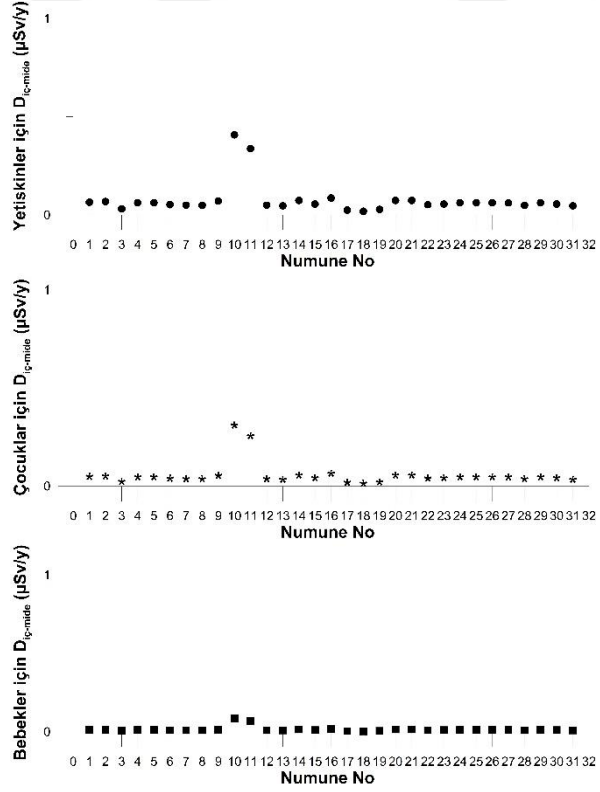 1
Yetiskinler için D_iç-mide (µSv/y)
0
0 1 2 3 4 5 6 7 8 9 10 11 12 13 14 15 16 17 18 19 20 21 22 23 24 25 26 27 28 29 30 31 32
Numune No
1
Çocuklar için D_iç-mide (µSv/y)
0
0 1 2 3 4 5 6 7 8 9 10 11 12 13 14 15 16 17 18 19 20 21 22 23 24 25 26 27 28 29 30 31 32
Numune No
1
Bebekler için D_iç-mide (µSv/y)
0
0 1 2 3 4 5 6 7 8 9 10 11 12 13 14 15 16 17 18 19 20 21 22 23 24 25 26 27 28 29 30 31 32
Numune No